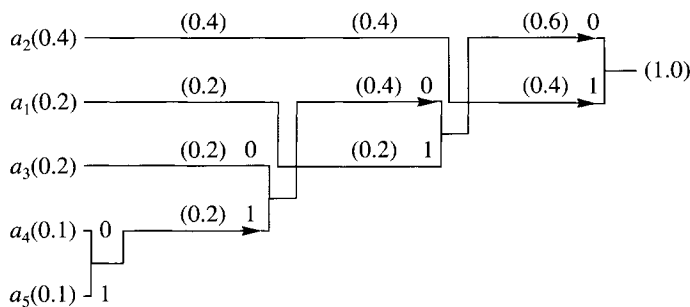 (0.4) (0.4) (0.6) 0
a₂(0.4)
(1.0)
(0.2) (0.4) 0 (0.4) 1
a₁(0.2)
(0.2) 0 (0.2) 1
a₃(0.2)
(0.2) 1
a₄(0.1) 0
a₅(0.1) 1